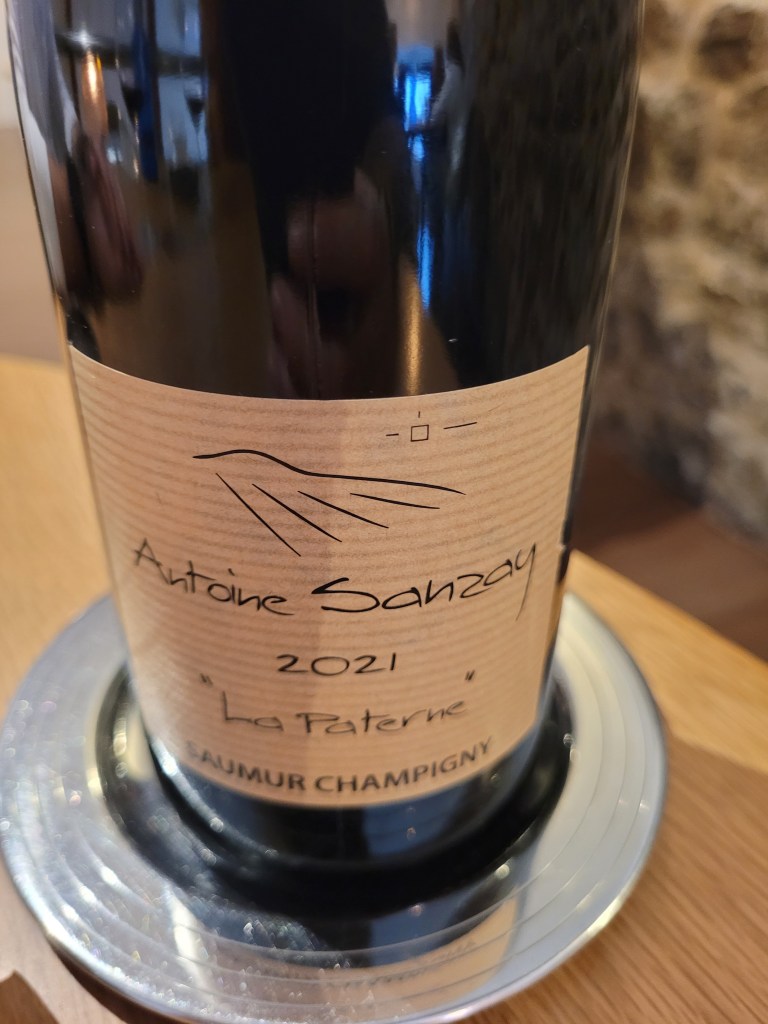 Antoine Sanzay
2021
"La Paterne"
SAUMUR CHAMPIGNY